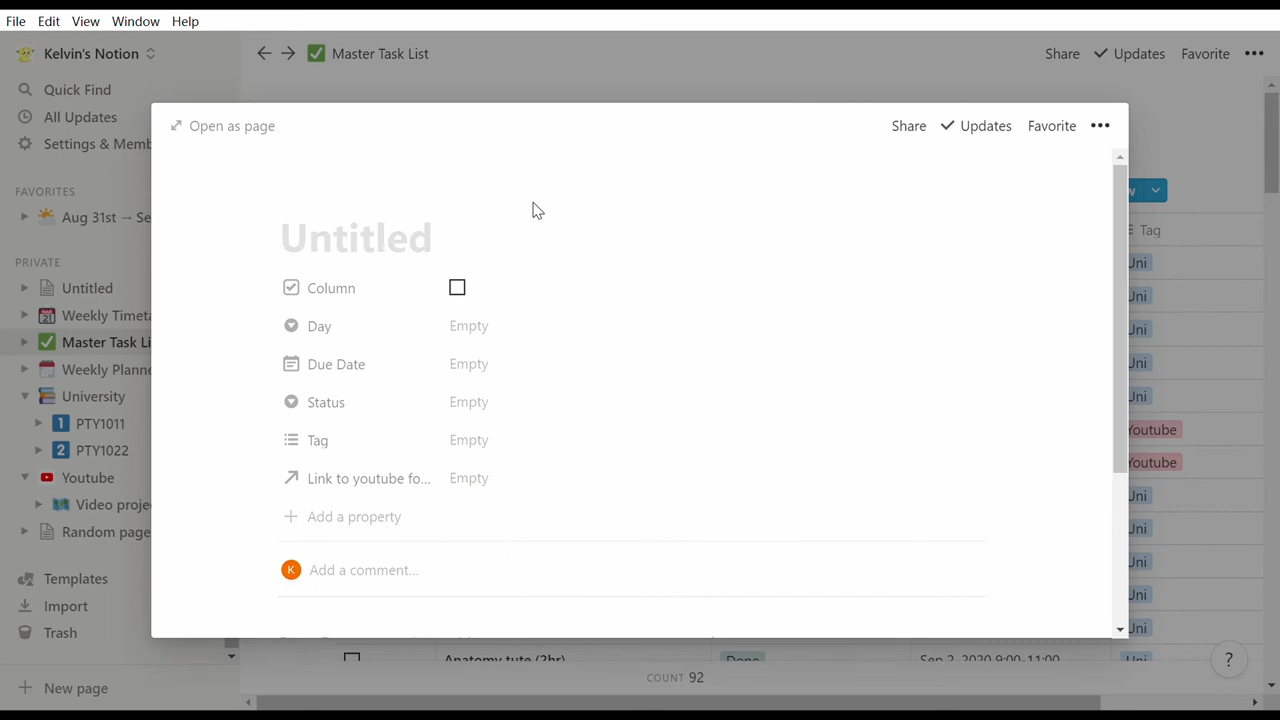 File Edit View Window Help
Kelvin's Notion
Master Task List
Share Updates Favorite
Quick Find
All Updates
Settings & Memb
FAVORITES
Aug 31st → Se
PRIVATE
Untitled
Weekly Timeta
Master Task Li
Weekly Planne
University
1 PTY1011
2 PTY1022
Youtube
Video proje
Random page
Templates
Import
Trash
New page
Open as page
Share Updates Favorite
Untitled
Column
Day Empty
Due Date Empty
Status Empty
Tag Empty
Link to youtube fo... Empty
Add a property
K Add a comment...
w
Tag
Uni
Uni
Uni
Uni
Uni
Youtube
Youtube
Uni
Uni
Uni
Uni
Uni
Anatomy tute (2hr) Done Sep 2, 2020 9:00-11:00 Uni
COUNT 92
?